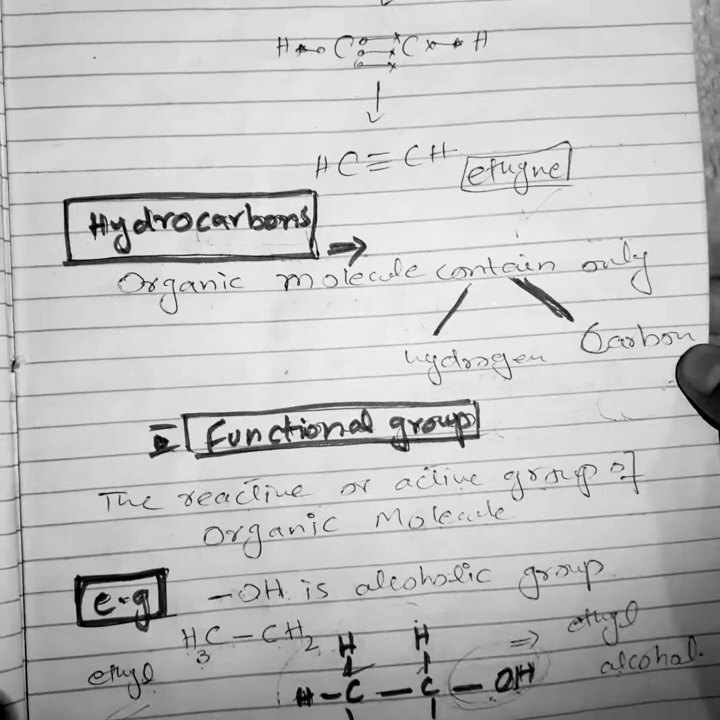 H C C H
HC≡CH ethyne
Hydrocarbons →
Organic molecule contain only
hydrogen Carbon
Functional group
The reactive or active group of
Organic Molecule
e-g -OH is alcoholic group.
H3C-CH2 ⇒ ethyl
ethyl alcohal.
H H
H-C-C-OH